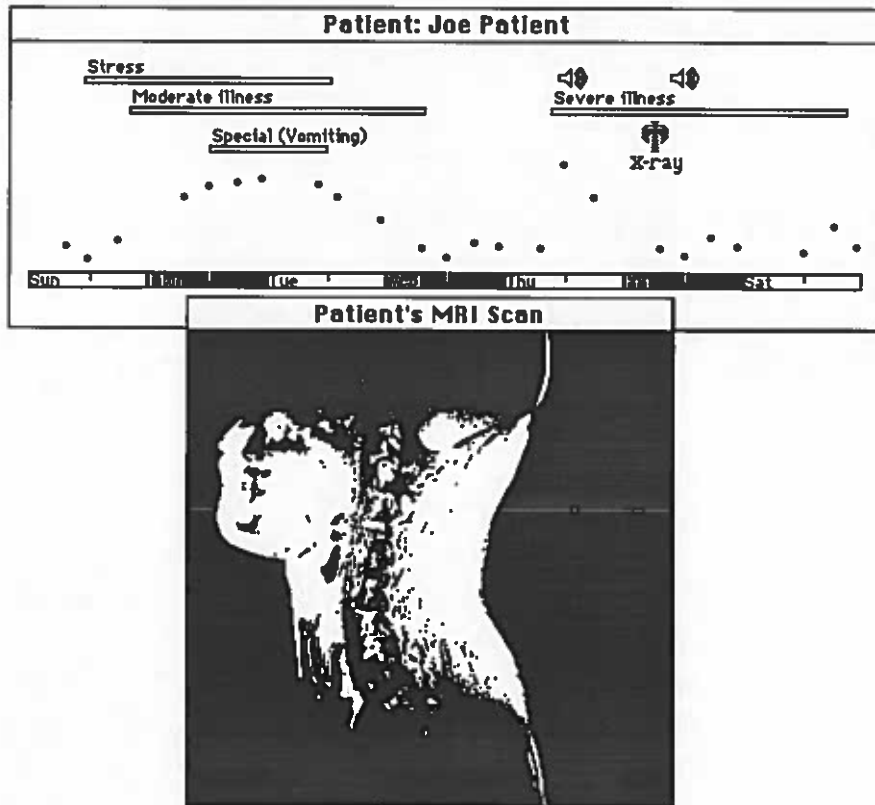 Patient: Joe Patient
Stress
Moderate illness
Severe illness
Special (Vomiting)
X-ray
Sun Mon Tue Wed Thu Fri Sat
Patient's MRI Scan